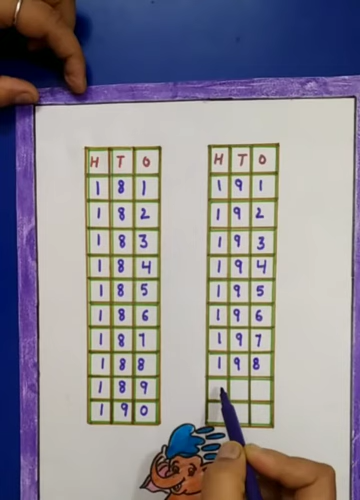 H T O
1 8 1
1 8 2
1 8 3
1 8 4
1 8 5
1 8 6
1 8 7
1 8 8
1 8 9
1 9 0
H T O
1 9 1
1 9 2
1 9 3
1 9 4
1 9 5
1 9 6
1 9 7
1 9 8